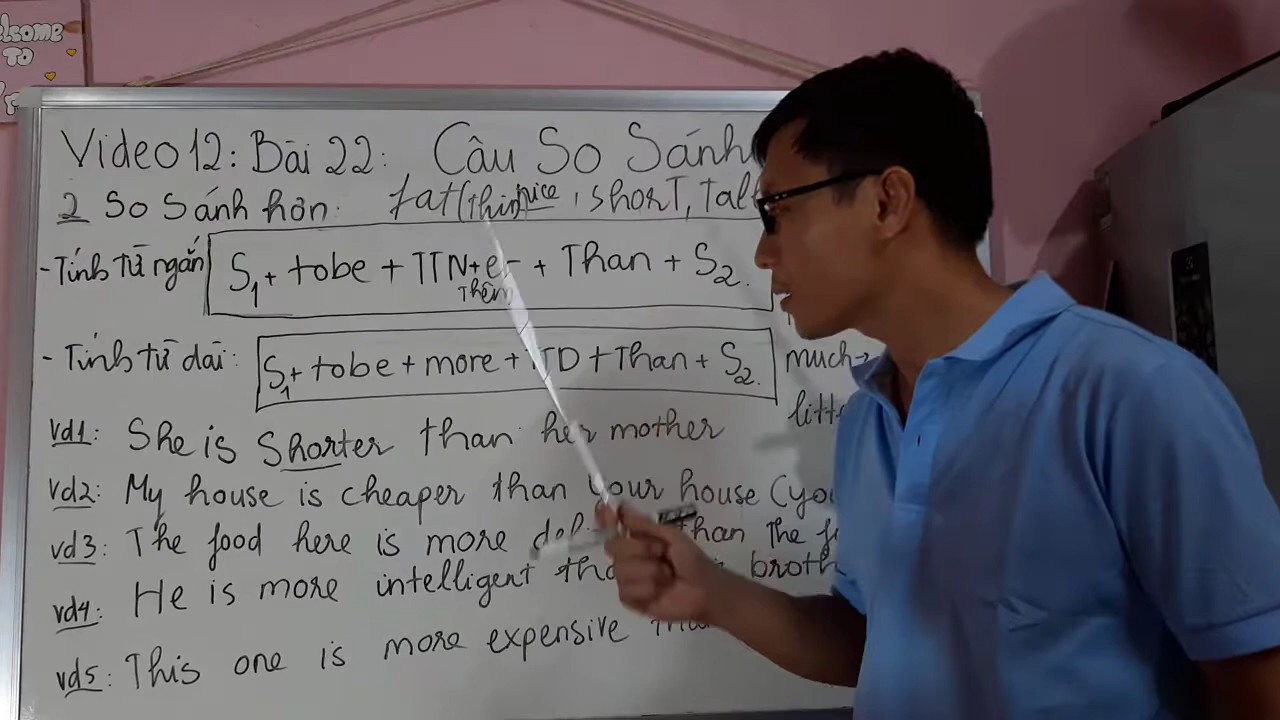 Welcome
TO
Video 12: Bài 22: Câu So Sánh
2 So Sánh hơn: fat (thin) nice, short, tall
- Tính từ ngắn S1 + tobe + TTN + er + Than + S2.
Thêm
- Tính từ dài: S1 + tobe + more + TTD + Than + S2. much →
vd1: She is Shorter than her mother
vd2: My house is cheaper than your house
vd3: The food here is more than The
vd4: He is more intelligent
vd5: This one is more expensive